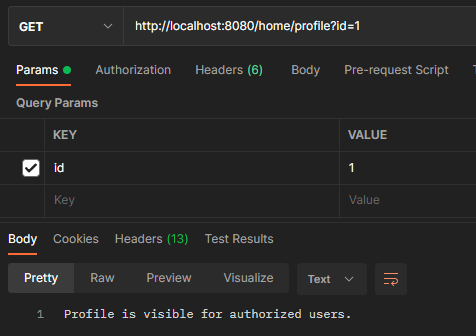 GET http://localhost:8080/home/profile?id=1
Params Authorization Headers (6) Body Pre-request Script
Query Params
KEY VALUE
id 1
Key Value
Body Cookies Headers (13) Test Results
Pretty Raw Preview Visualize Text
1 Profile is visible for authorized users.